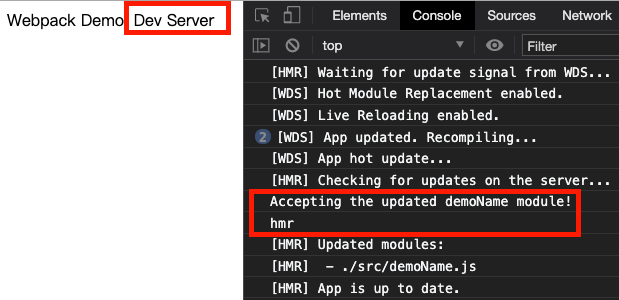 Webpack Demo Dev Server
Elements Console Sources Network
top Filter
[HMR] Waiting for update signal from WDS...
[WDS] Hot Module Replacement enabled.
[WDS] Live Reloading enabled.
2 [WDS] App updated. Recompiling...
[WDS] App hot update...
[HMR] Checking for updates on the server...
Accepting the updated demoName module!
hmr
[HMR] Updated modules:
[HMR]  - ./src/demoName.js
[HMR] App is up to date.